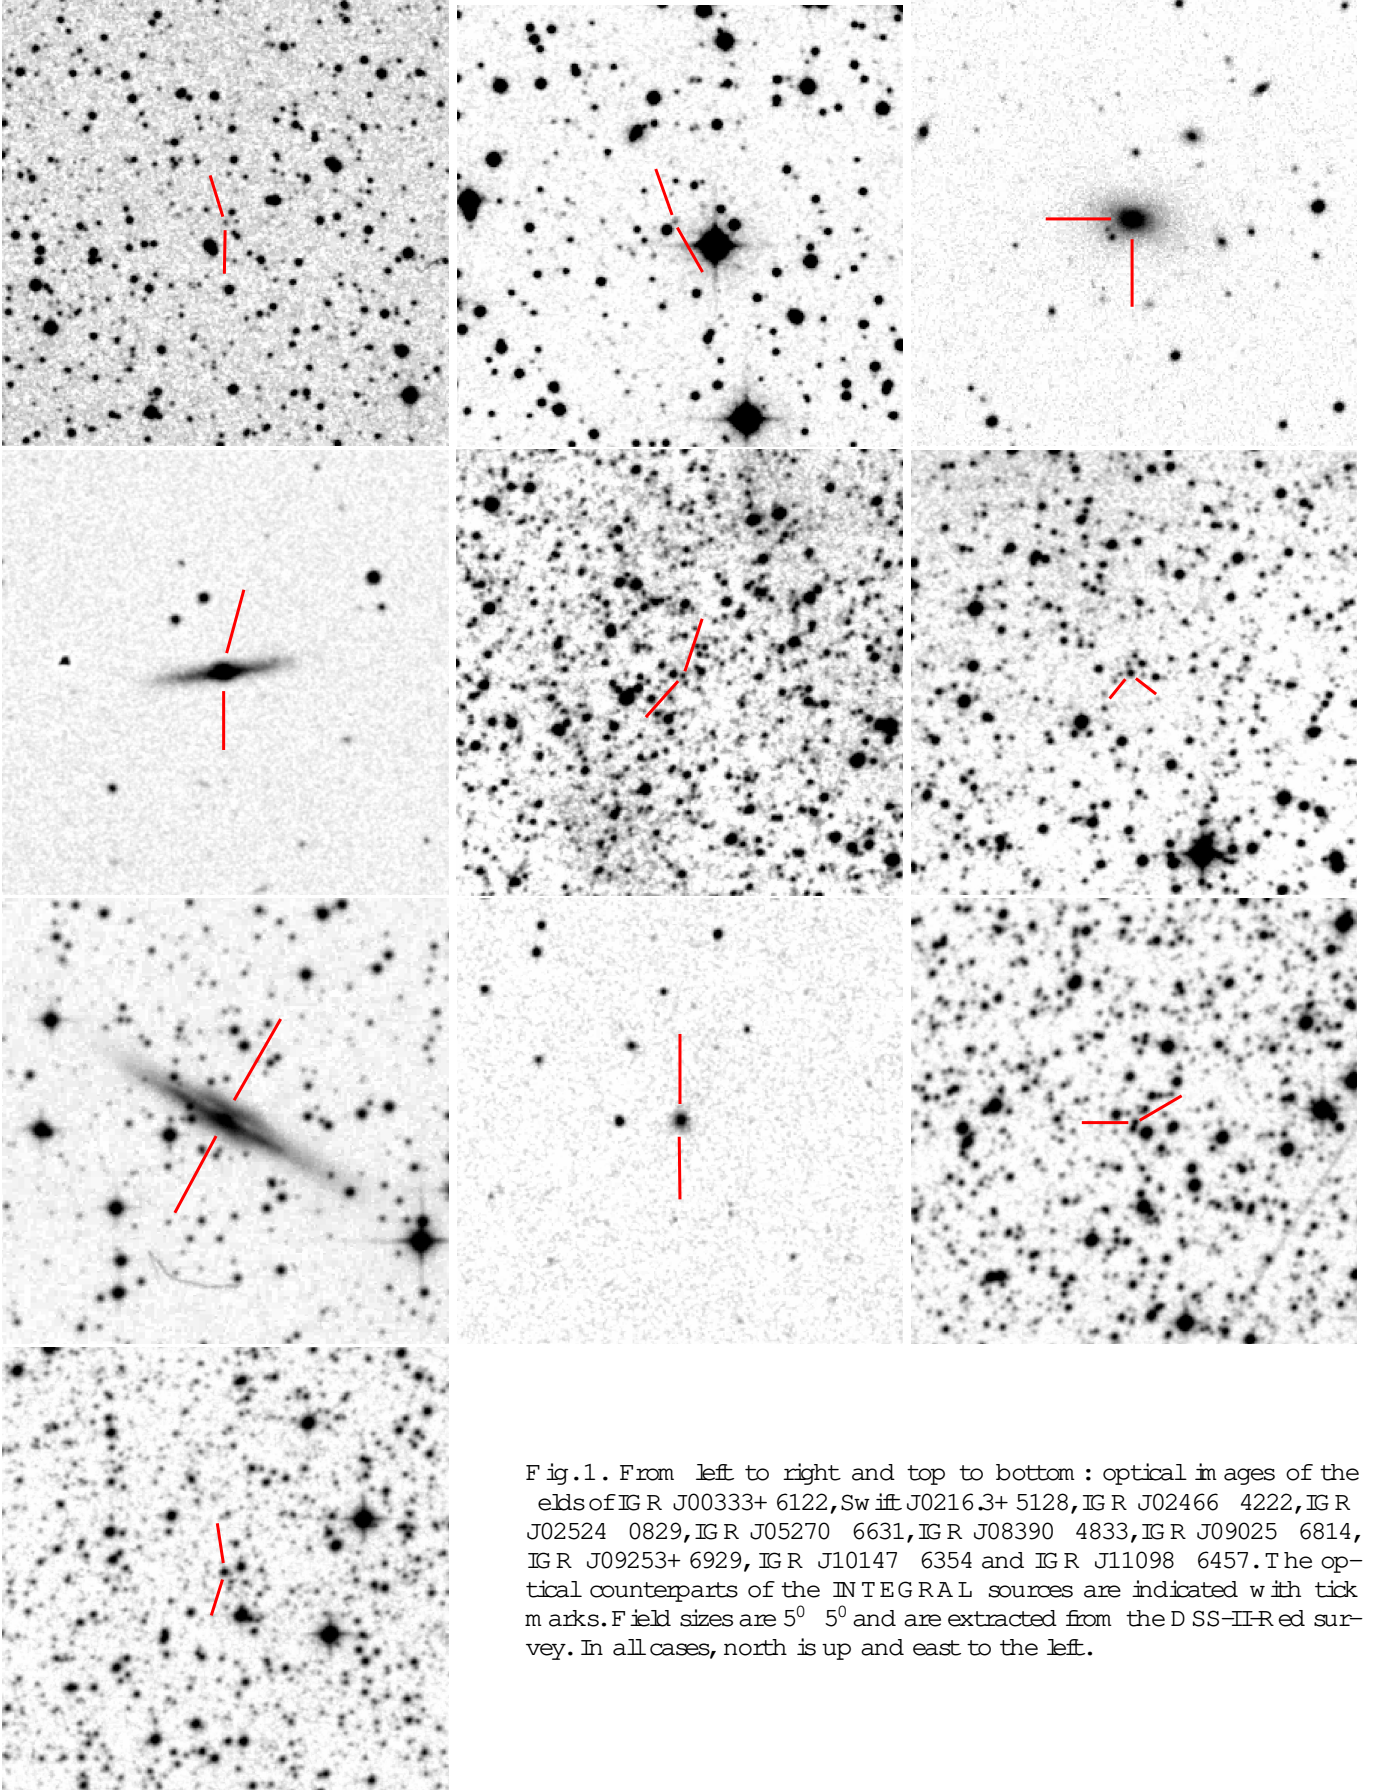 Fig.1. From left to right and top to bottom: optical images of the
elds of IGR J00333+6122, Swift J0216.3+5128, IGR J02466 4222, IGR
J02524 0829, IGR J05270 6631, IGR J08390 4833, IGR J09025 6814,
IGR J09253+6929, IGR J10147 6354 and IGR J11098 6457. The op-
tical counterparts of the INTEGRAL sources are indicated with tick
marks. Field sizes are 5⁰ 5⁰ and are extracted from the DSS-II-Red sur-
vey. In all cases, north is up and east to the left.